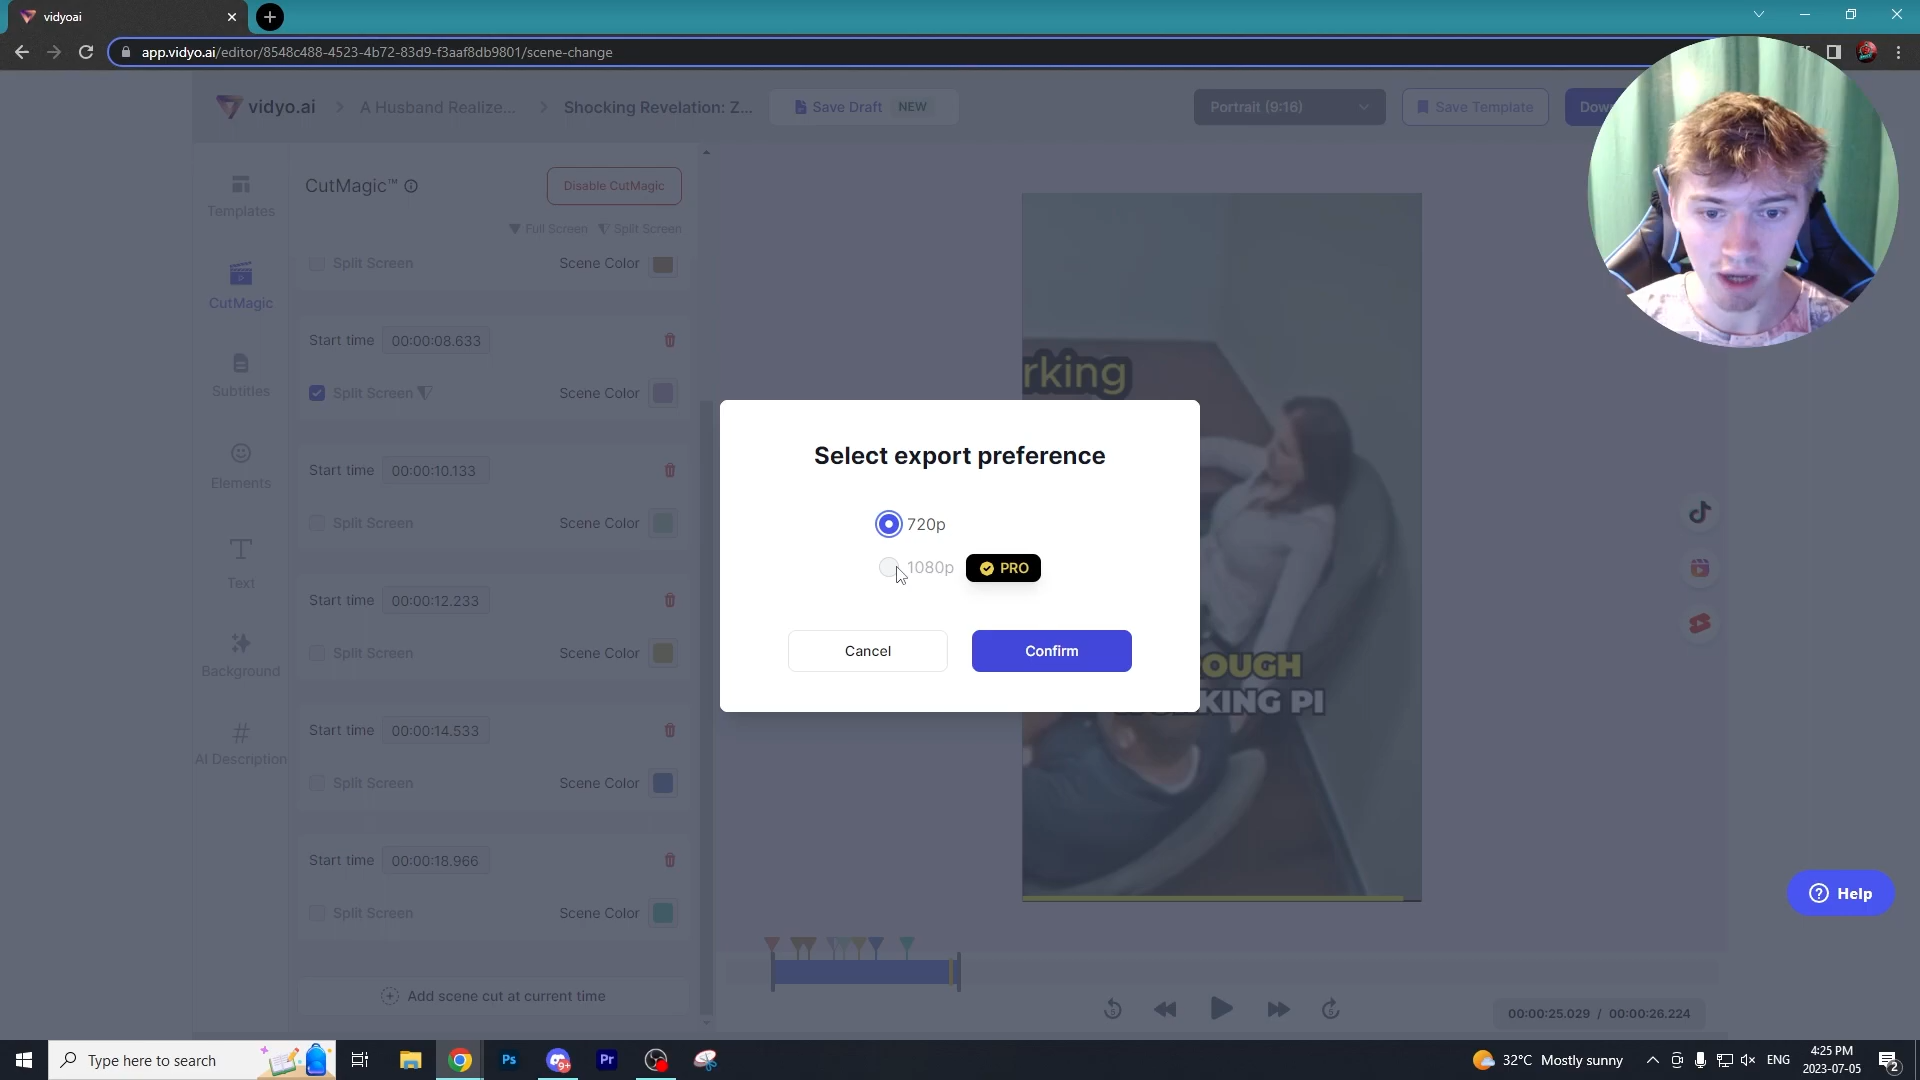 vidyoai
app.vidyo.ai/editor/8548c488-4523-4b72-83d9-f3aaf8db9801/scene-change
vidyo.ai
A Husband Realize...
Shocking Revelation: Z...
Save Draft NEW
Portrait (9:16)
Save Template
Dow
Templates
CutMagic
Subtitles
Elements
Text
Background
AI Description
CutMagic™
Disable CutMagic
Full Screen Split Screen
Split Screen Scene Color
Start time 00:00:08.633
Split Screen Scene Color
Start time 00:00:10.133
Split Screen Scene Color
Start time 00:00:12.233
Split Screen Scene Color
Start time 00:00:14.533
Split Screen Scene Color
Start time 00:00:18.966
Split Screen Scene Color
Add scene cut at current time
rking
OUGH
KING PI
Select export preference
720p
1080p PRO
Cancel
Confirm
5
5
00:00:25.029 / 00:00:26.224
Help
Type here to search
Ps
9+
Pr
32°C Mostly sunny
ENG
4:25 PM
2023-07-05
2